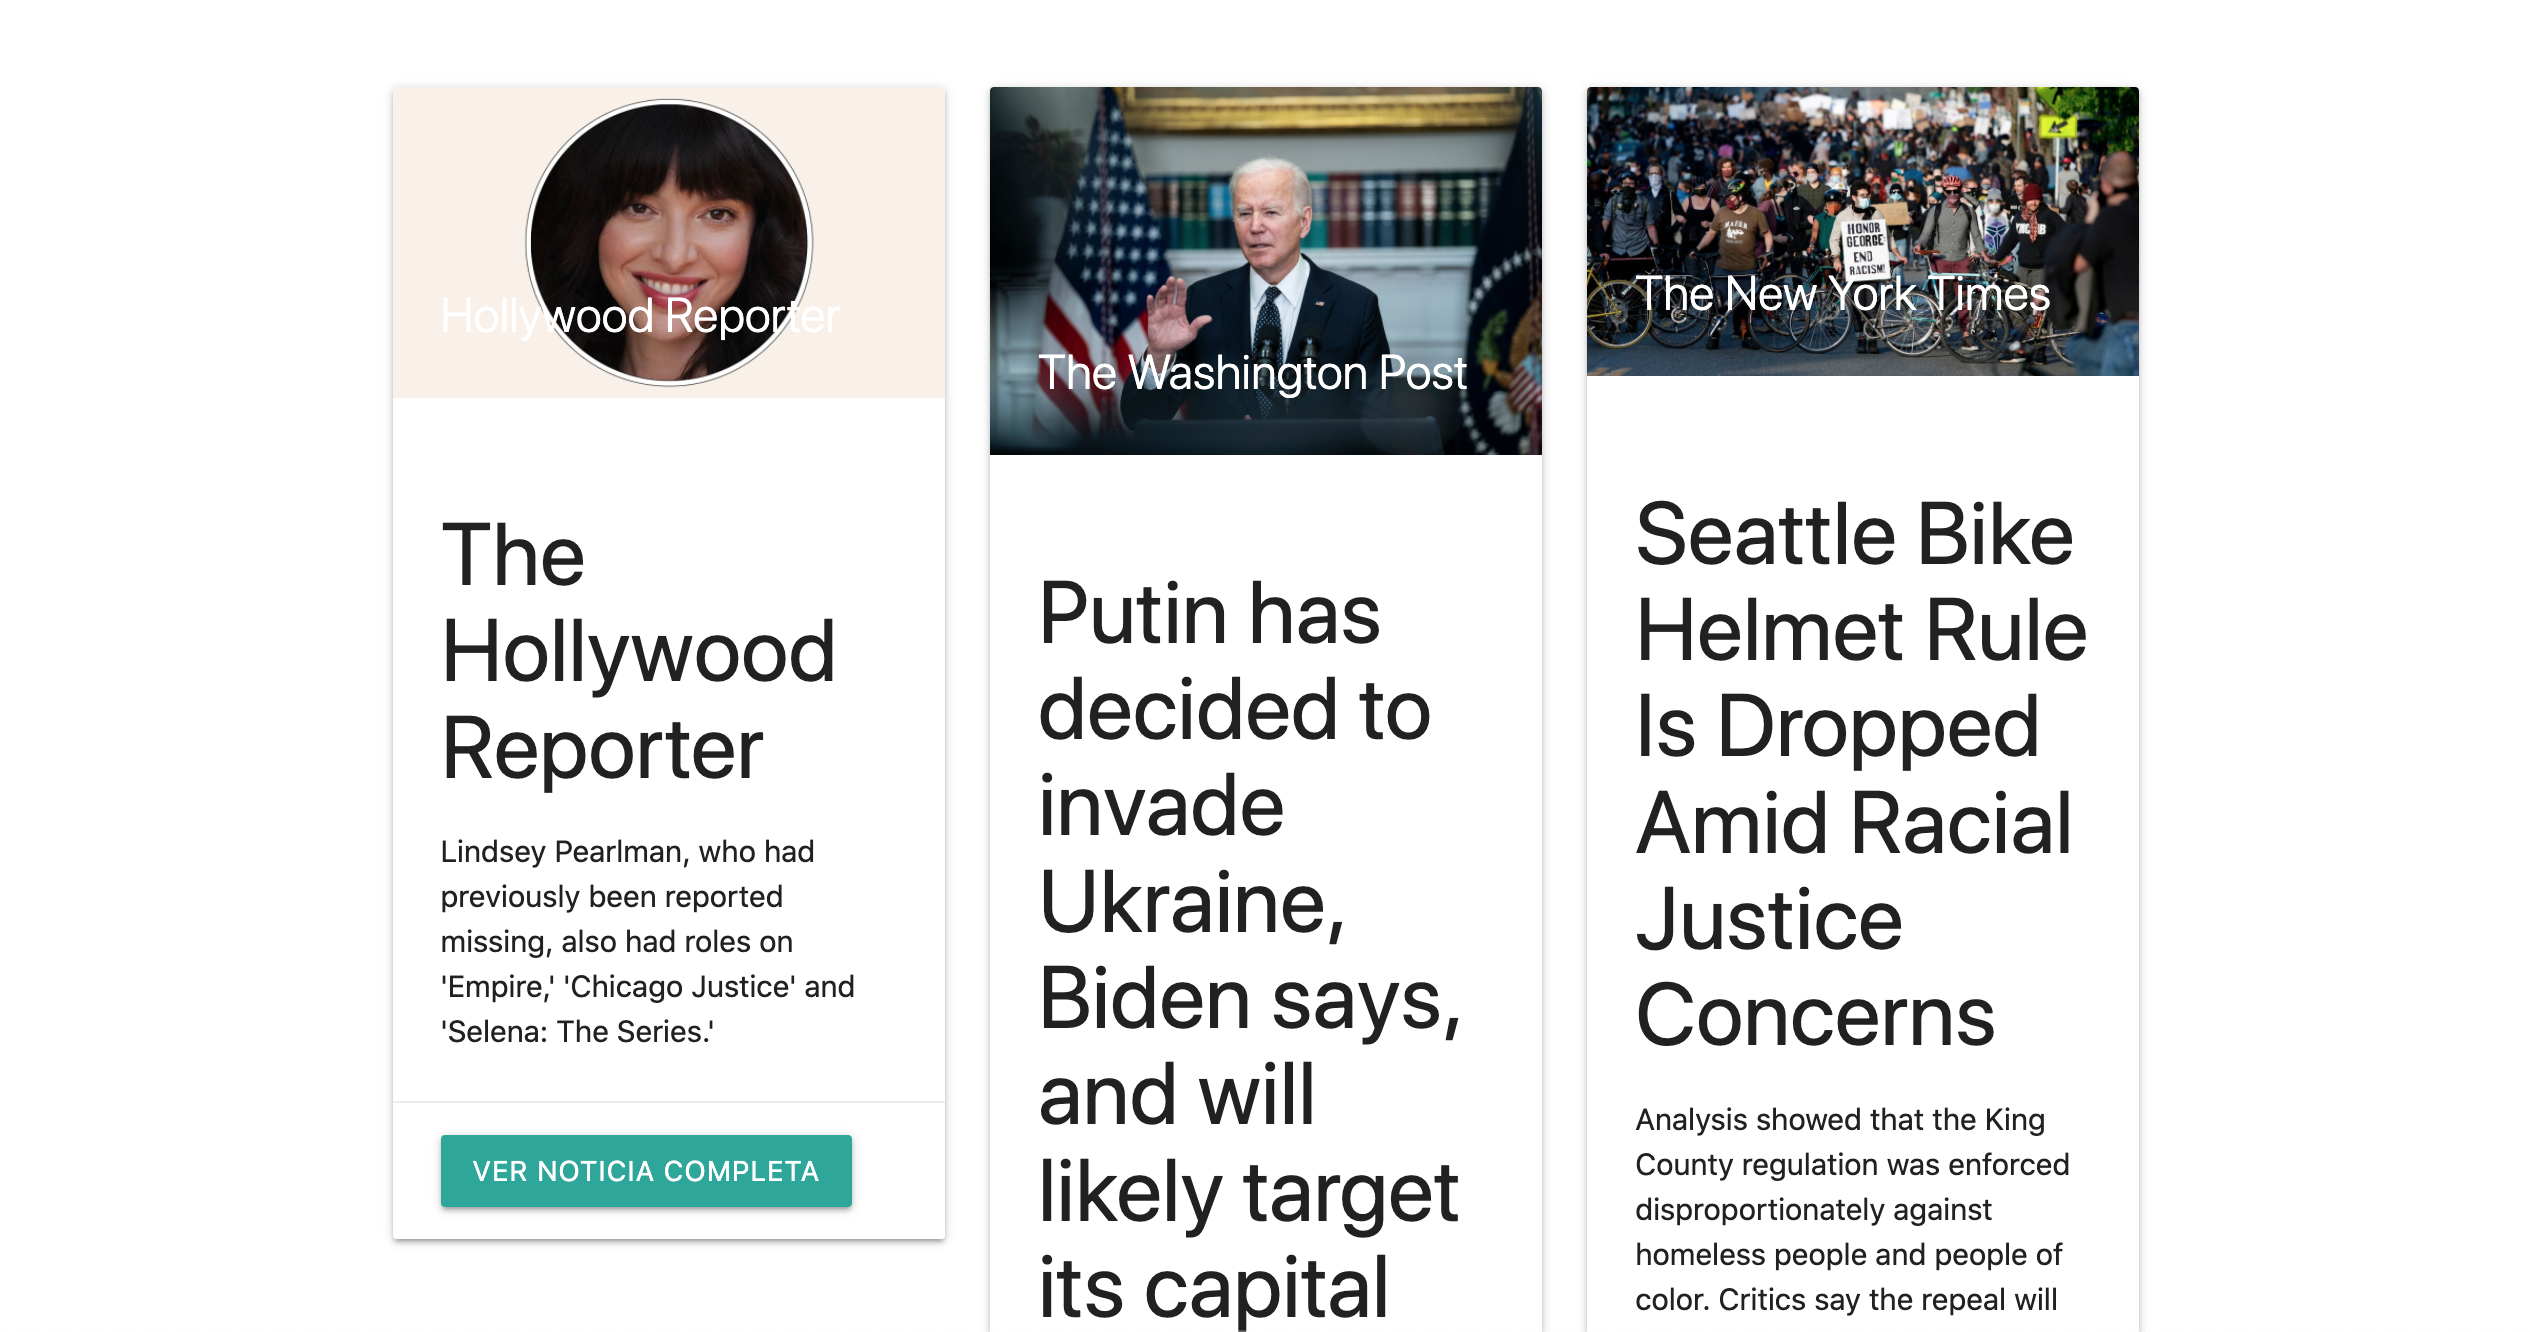 Hollywood Reporter
The
Hollywood
Reporter
Lindsey Pearlman, who had
previously been reported
missing, also had roles on
'Empire,' 'Chicago Justice' and
'Selena: The Series.'
VER NOTICIA COMPLETA
The Washington Post
Putin has
decided to
invade
Ukraine,
Biden says,
and will
likely target
its capital
HONOR
GEORGE
END
RACISM!
The New York Times
Seattle Bike
Helmet Rule
Is Dropped
Amid Racial
Justice
Concerns
Analysis showed that the King
County regulation was enforced
disproportionately against
homeless people and people of
color. Critics say the repeal will